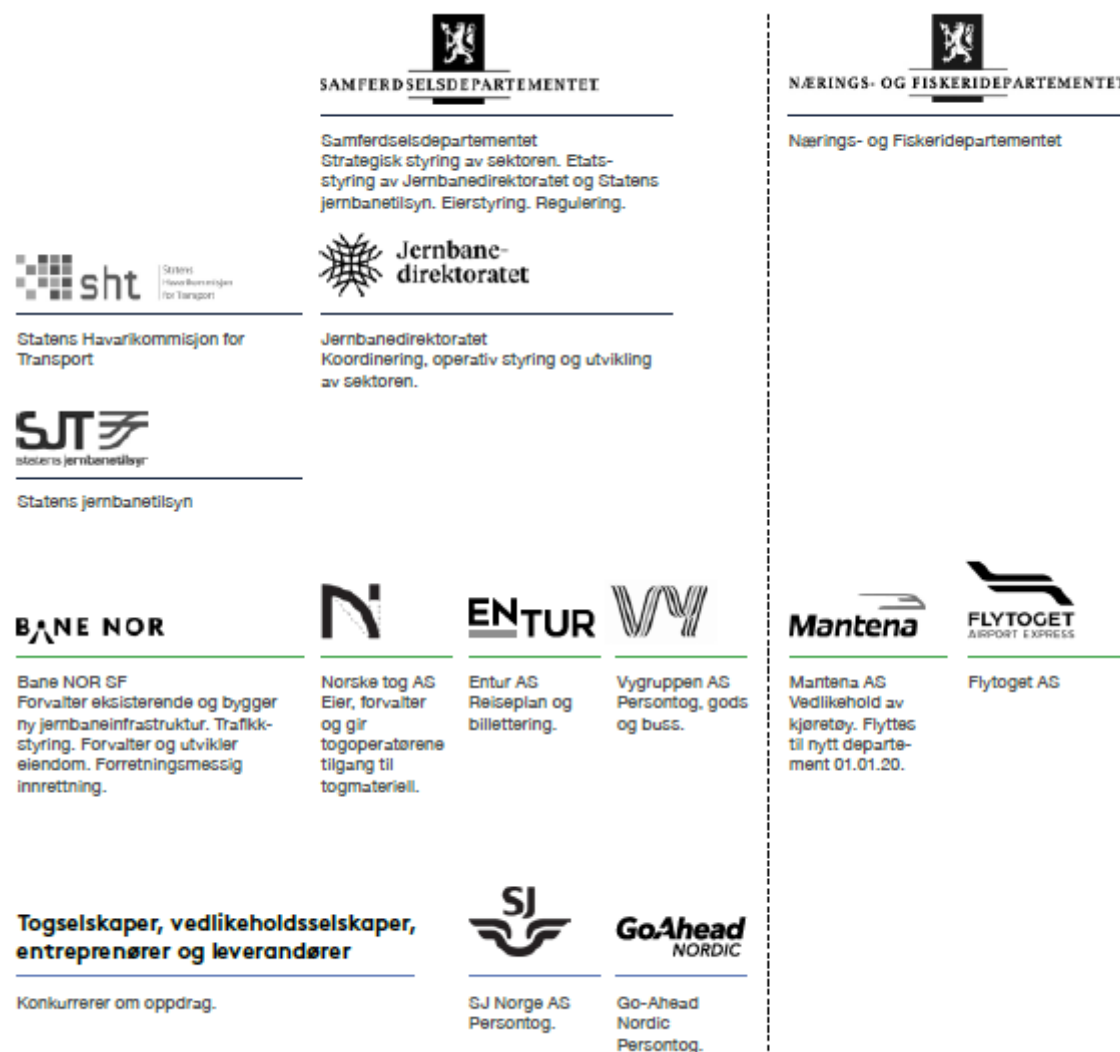 SAMFERDSELSDEPARTEMENTET
Samferdselsdepartementet
Strategisk styring av sektoren. Etats-
styring av Jernbanedirektoratet og Statens
jernbanetilsyn. Eierstyring. Regulering.
NÆRINGS- OG FISKERIDEPARTEMENTET
Nærings- og Fiskeridepartementet
sht
Statens
Havarikommisjon
for Transport
Statens Havarikommisjon for
Transport
Jernbane-
direktoratet
Jernbanedirektoratet
Koordinering, operativ styring og utvikling
av sektoren.
SJT
statens jernbanetilsyn
Statens jernbanetilsyn
BANE NOR
Bane NOR SF
Forvalter eksisterende og bygger
ny jernbaneinfrastruktur. Trafikk-
styring. Forvalter og utvikler
eiendom. Forretningsmessig
innrettning.
Norske tog AS
Eier, forvalter
og gir
togoperatørene
tilgang til
togmateriell.
ENTUR
Entur AS
Reiseplan og
billettering.
VY
Vygruppen AS
Persontog, gods
og buss.
Mantena
Mantena AS
Vedlikehold av
kjøretøy. Flyttes
til nytt departe-
ment 01.01.20.
FLYTOGET
AIRPORT EXPRESS
Flytoget AS
Togselskaper, vedlikeholdsselskaper,
entreprenører og leverandører
Konkurrerer om oppdrag.
SJ
SJ Norge AS
Persontog.
GoAhead
NORDIC
Go-Ahead
Nordic
Persontog.